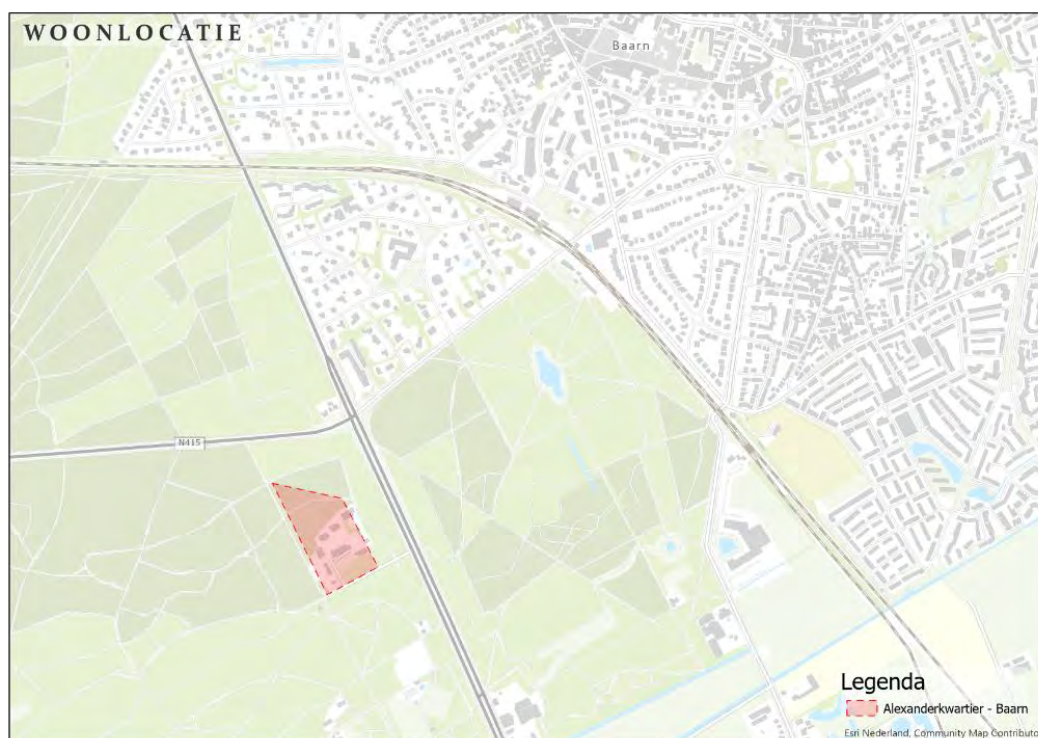 WOONLOCATIE
Baarn
N415
Legenda
Alexanderkwartier - Baarn
Esri Nederland, Community Map Contributo